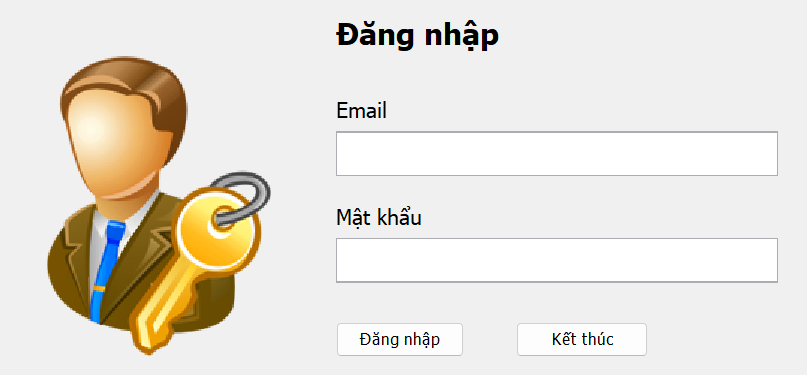 Đăng nhập
Email
Mật khẩu
Đăng nhập
Kết thúc